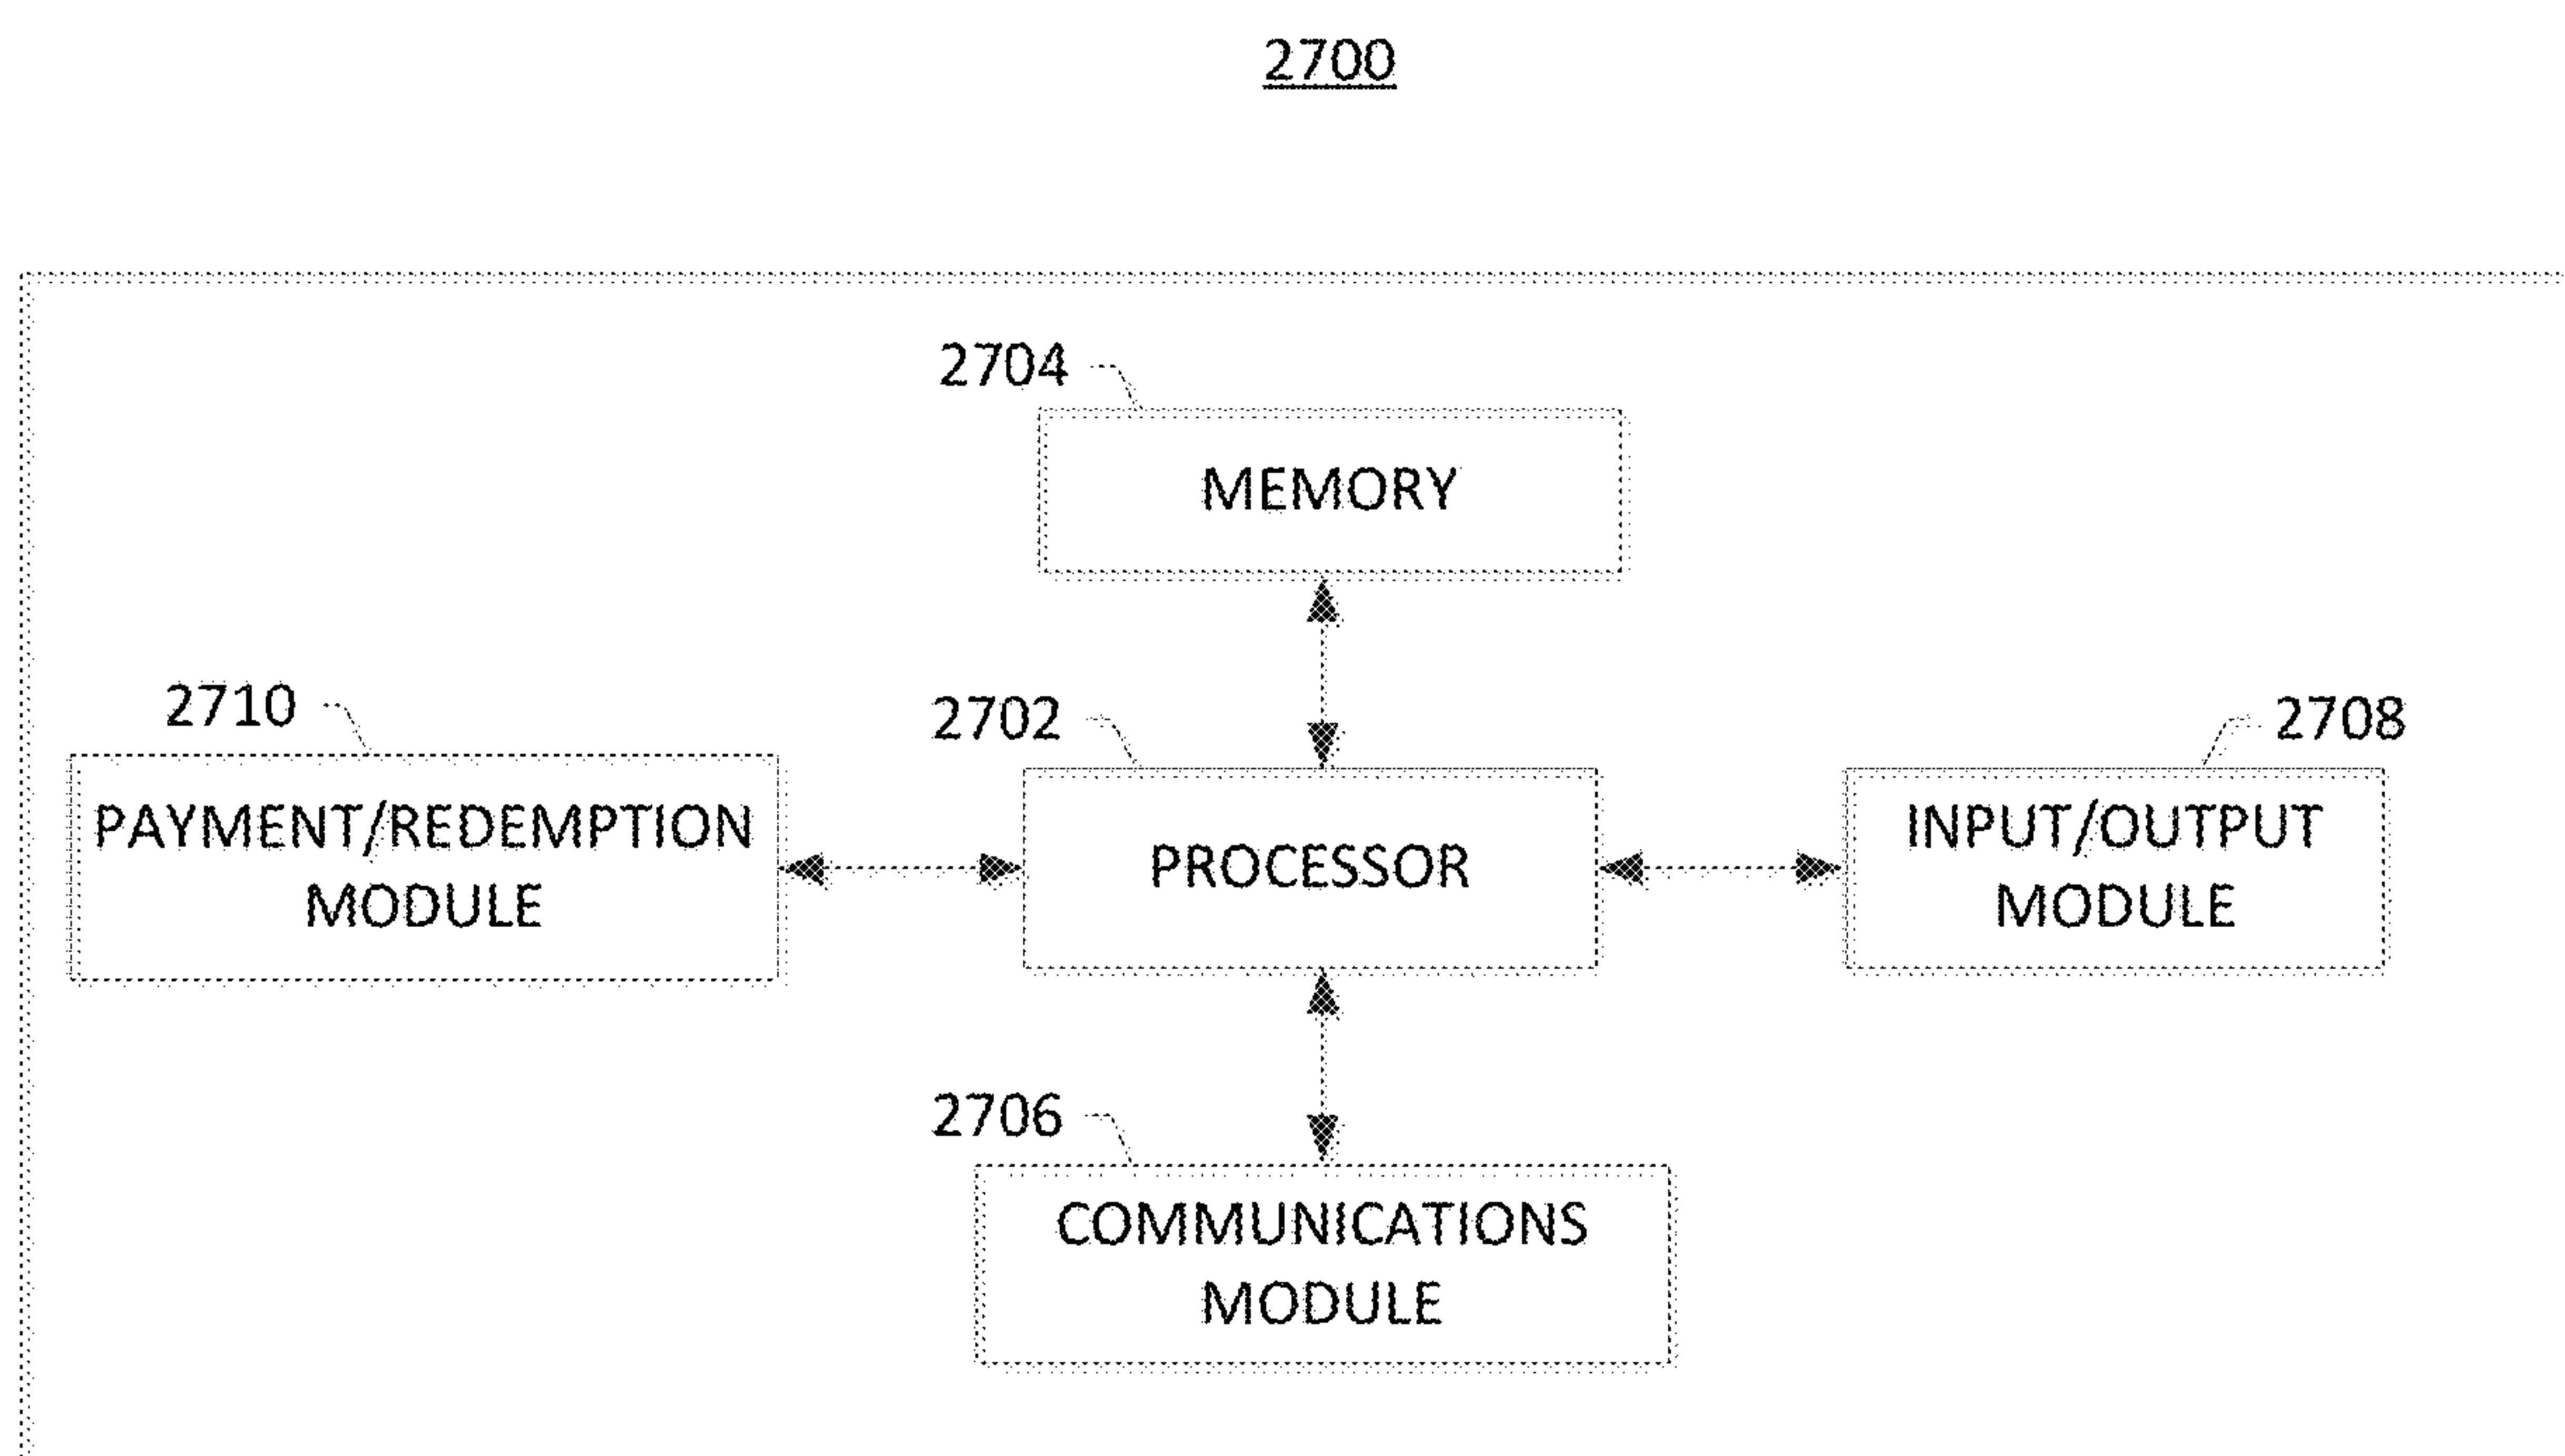 2700
2704
MEMORY
2710
2702
2708
PAYMENT/REDEMPTION
MODULE
PROCESSOR
INPUT/OUTPUT
MODULE
2706
COMMUNICATIONS
MODULE